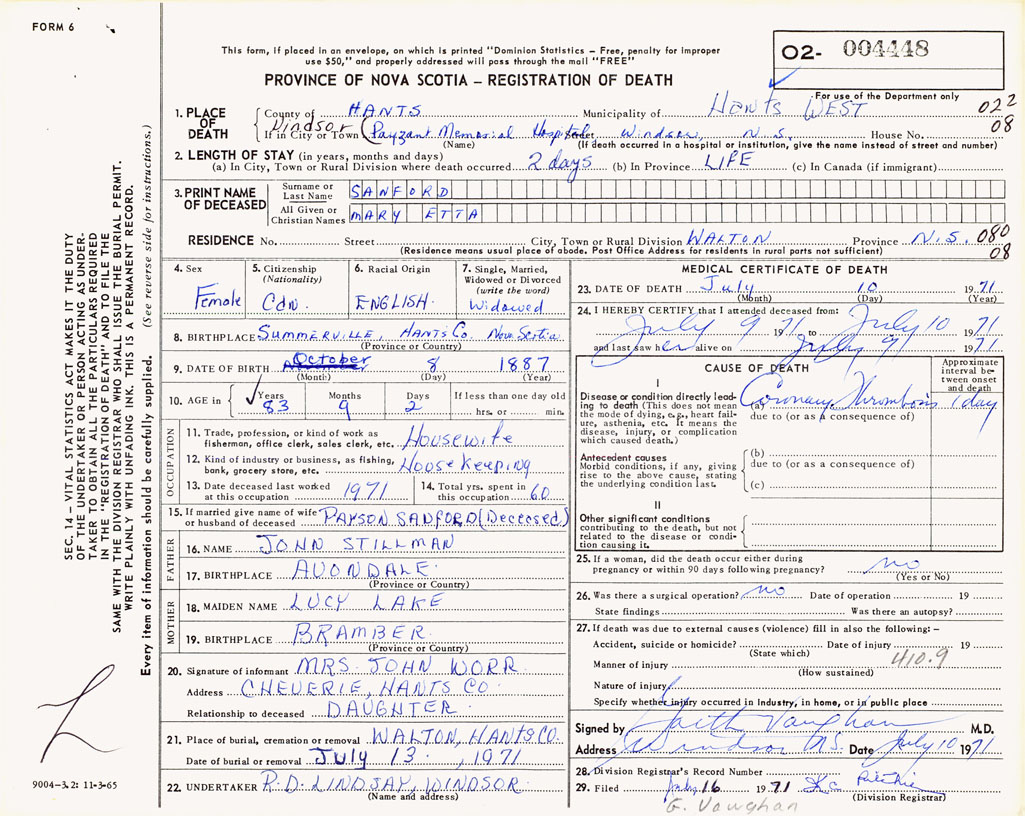 FORM 6
This form, if placed in an envelope, on which is printed "Dominion Statistics – Free, penalty for improper
use $50," and properly addressed will pass through the mail "FREE"
PROVINCE OF NOVA SCOTIA – REGISTRATION OF DEATH
O2- 004448
For use of the Department only
022
08
SEC. 14 – VITAL STATISTICS ACT MAKES IT THE DUTY
OF THE UNDERTAKER OR PERSON ACTING AS UNDER-
TAKER TO OBTAIN ALL THE PARTICULARS REQUIRED
IN THE "REGISTRATION OF DEATH" AND TO FILE THE
SAME WITH THE DIVISION REGISTRAR WHO SHALL ISSUE THE BURIAL PERMIT.
WRITE PLAINLY WITH UNFADING INK. THIS IS A PERMANENT RECORD.
Every item of information should be carefully supplied. (See reverse side for instructions.)
1. PLACE OF DEATH
County of HANTS Municipality of HANTS WEST
If in City or Town Windsor (Payzant Memorial Hospital Street Windsor, N.S. House No.
(Name) (If death occurred in a hospital or institution, give the name instead of street and number)
2. LENGTH OF STAY (in years, months and days)
(a) In City, Town or Rural Division where death occurred 2 days (b) In Province LIFE (c) In Canada (if immigrant)
3. PRINT NAME OF DECEASED
Surname or Last Name SANFORD
All Given or Christian Names MARY ETTA
RESIDENCE No. Street City, Town or Rural Division WALTON Province N.S. 080
(Residence means usual place of abode. Post Office Address for residents in rural parts not sufficient) 08
4. Sex Female
5. Citizenship (Nationality) Cdn.
6. Racial Origin ENGLISH
7. Single, Married, Widowed or Divorced (write the word) Widowed
8. BIRTHPLACE Summerville, Hants Co. Nova Scotia
(Province or Country)
9. DATE OF BIRTH October 8 1887
(Month) (Day) (Year)
10. AGE in Years 83 Months 9 Days 2 If less than one day old hrs. or min.
OCCUPATION
11. Trade, profession, or kind of work as
fisherman, office clerk, sales clerk, etc. Housewife
12. Kind of industry or business, as fishing,
bank, grocery store, etc. House Keeping
13. Date deceased last worked
at this occupation 1971
14. Total yrs. spent in
this occupation 60
15. If married give name of wife
or husband of deceased PAYSON SANFORD (Deceased)
FATHER
16. NAME JOHN STILLMAN
17. BIRTHPLACE AVONDALE
(Province or Country)
MOTHER
18. MAIDEN NAME LUCY LAKE
19. BIRTHPLACE BRAMBER
(Province or Country)
20. Signature of informant MRS. JOHN WORR
Address CHEVERIE, HANTS CO
Relationship to deceased DAUGHTER
21. Place of burial, cremation or removal WALTON, HANTS CO.
Date of burial or removal July 13, 1971
22. UNDERTAKER R.D. LINDSAY, WINDSOR
(Name and address)
9004-3.2: 11-3-65
MEDICAL CERTIFICATE OF DEATH
23. DATE OF DEATH July 10 1971
(Month) (Day) (Year)
24. I HEREBY CERTIFY that I attended deceased from:
July 9 1971 to July 10 1971
and last saw her alive on July 9 1971
CAUSE OF DEATH
Approximate interval between onset and death
I
Disease or condition directly lead-
ing to death (This does not mean
the mode of dying, e.g., heart fail-
ure, asthenia, etc. It means the
disease, injury, or complication
which caused death.)
(a) Coronary Thrombosis 1 day
due to (or as a consequence of)
Antecedent causes
Morbid conditions, if any, giving
rise to the above cause, stating
the underlying condition last.
(b)
due to (or as a consequence of)
(c)
II
Other significant conditions
contributing to the death, but not
related to the disease or condi-
tion causing it.
25. If a woman, did the death occur either during
pregnancy or within 90 days following pregnancy? no
(Yes or No)
26. Was there a surgical operation? no Date of operation 19
State findings Was there an autopsy?
27. If death was due to external causes (violence) fill in also the following: –
Accident, suicide or homicide? Date of injury 19
(State which) 410.9
Manner of injury
(How sustained)
Nature of injury
Specify whether injury occurred in Industry, in home, or in public place
Signed by Garth Vaughan M.D.
Address Windsor N.S. Date July 10 1971
28. Division Registrar's Record Number
29. Filed July 16 1971 Ritchie
(Division Registrar)
G. Vaughan